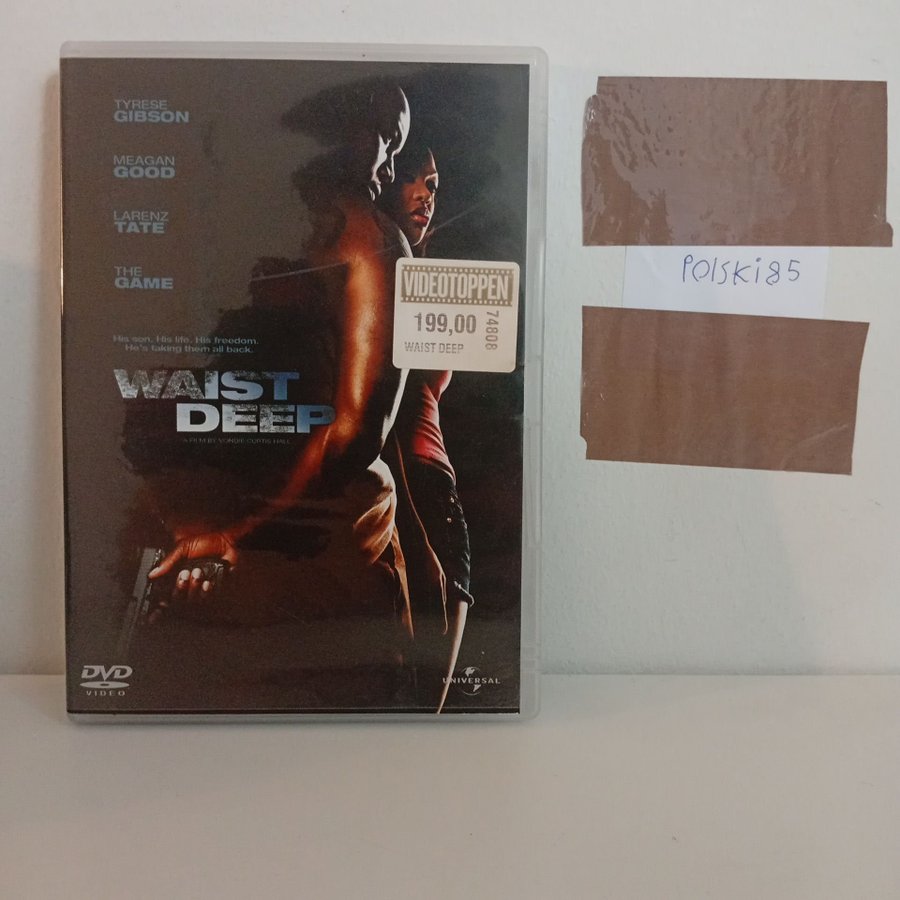 TYRESE
GIBSON
MEAGAN
GOOD
LARENZ
TATE
THE
GAME
His son. His life. His freedom.
He's taking them all back.
WAIST
DEEP
A FILM BY VONDIE CURTIS HALL
VIDEOTOPPEN
199,00
74808
WAIST DEEP
DVD
VIDEO
UNIVERSAL
POlSKi85